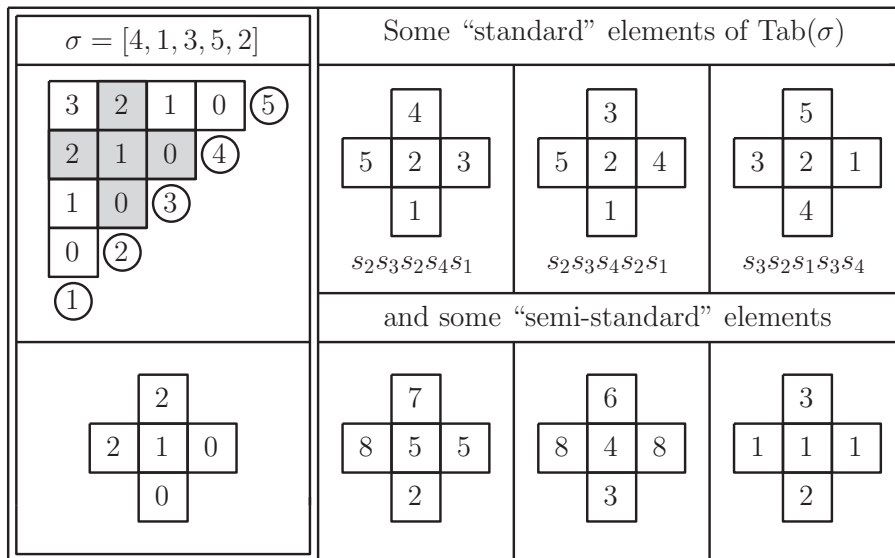 σ = [4, 1, 3, 5, 2]
3 2 1 0 5
2 1 0 4
1 0 3
0 2
1
2
2 1 0
0
Some “standard” elements of Tab(σ)
4 3 5
5 2 3 5 2 4 3 2 1
1 1 4
s₂s₃s₂s₄s₁ s₂s₃s₄s₂s₁ s₃s₂s₁s₃s₄
and some “semi-standard” elements
7 6 3
8 5 5 8 4 8 1 1 1
2 3 2